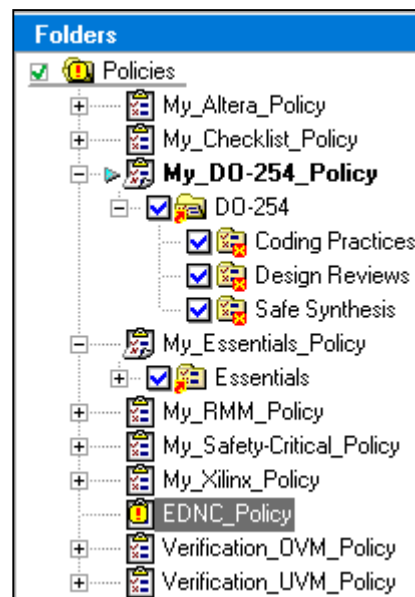 Folders
Policies
My_Altera_Policy
My_Checklist_Policy
My_DO-254_Policy
DO-254
Coding Practices
Design Reviews
Safe Synthesis
My_Essentials_Policy
Essentials
My_RMM_Policy
My_Safety-Critical_Policy
My_Xilinx_Policy
EDNC_Policy
Verification_OVM_Policy
Verification_UVM_Policy